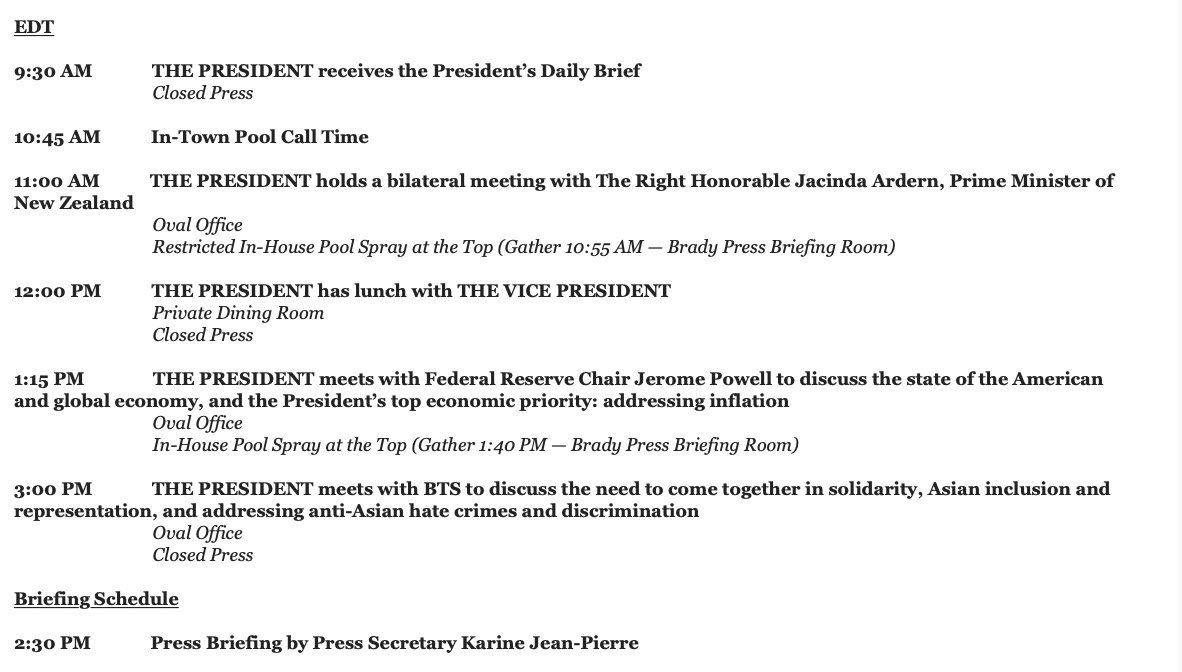 EDT
9:30 AM THE PRESIDENT receives the President’s Daily Brief
Closed Press
10:45 AM In-Town Pool Call Time
11:00 AM THE PRESIDENT holds a bilateral meeting with The Right Honorable Jacinda Ardern, Prime Minister of
New Zealand
Oval Office
Restricted In-House Pool Spray at the Top (Gather 10:55 AM — Brady Press Briefing Room)
12:00 PM THE PRESIDENT has lunch with THE VICE PRESIDENT
Private Dining Room
Closed Press
1:15 PM THE PRESIDENT meets with Federal Reserve Chair Jerome Powell to discuss the state of the American
and global economy, and the President’s top economic priority: addressing inflation
Oval Office
In-House Pool Spray at the Top (Gather 1:40 PM — Brady Press Briefing Room)
3:00 PM THE PRESIDENT meets with BTS to discuss the need to come together in solidarity, Asian inclusion and
representation, and addressing anti-Asian hate crimes and discrimination
Oval Office
Closed Press
Briefing Schedule
2:30 PM Press Briefing by Press Secretary Karine Jean-Pierre